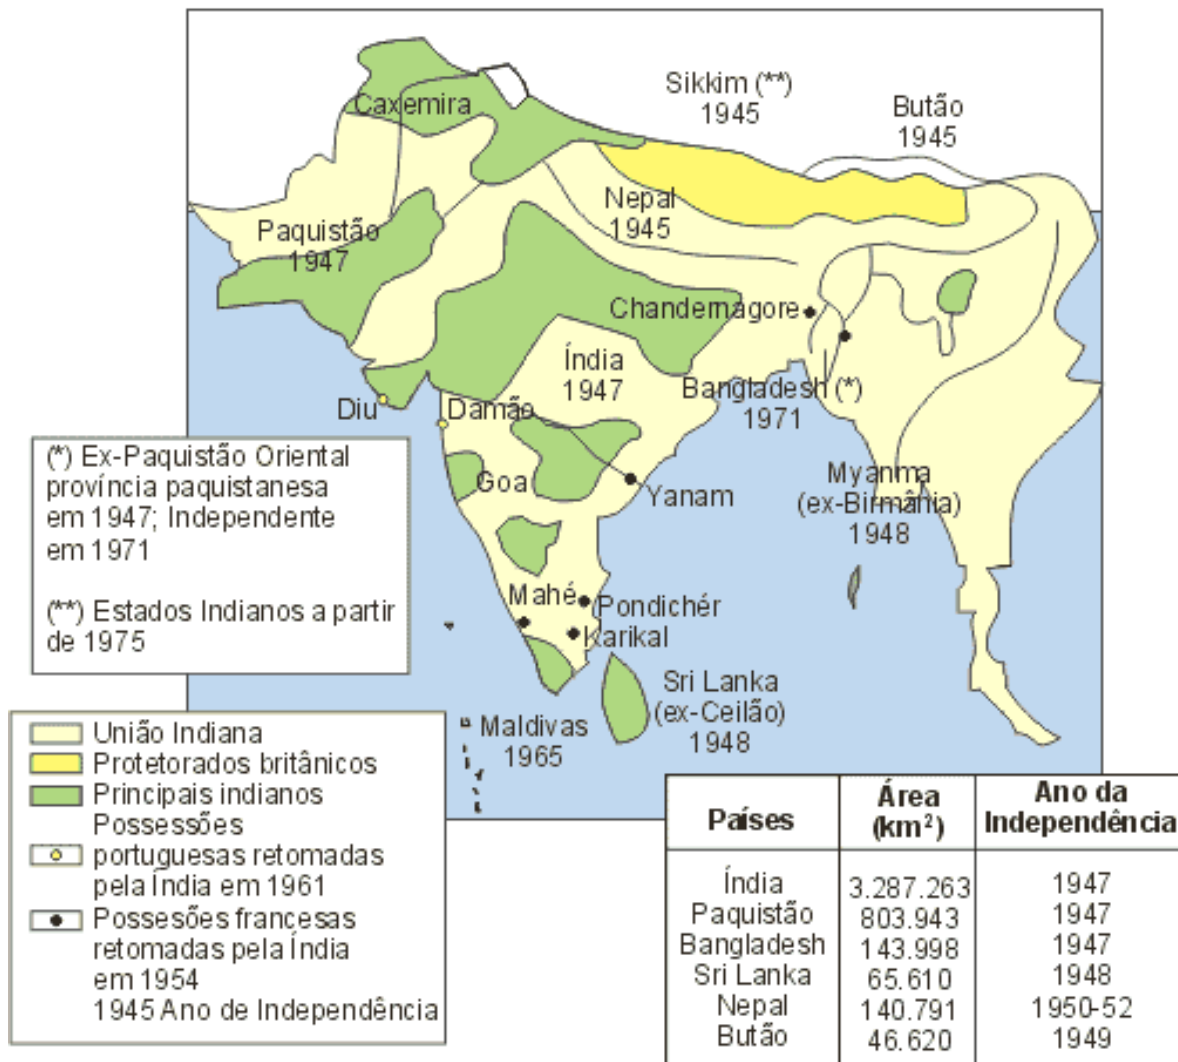 Sikkim (**)
1945
Butão
1945
Caxemira
Nepal
1945
Paquistão
1947
Chandernagore
Índia
1947
Bangladesh (*)
1971
Diu
Damão
Goa
Yanam
Myanma
(ex-Birmânia)
1948
Mahé
Pondichér
Karikal
Sri Lanka
(ex-Ceilão)
1948
Maldivas
1965
(*) Ex-Paquistão Oriental
província paquistanesa
em 1947; Independente
em 1971
(**) Estados Indianos a partir
de 1975
União Indiana
Protetorados britânicos
Principais indianos
Possessões
portuguesas retomadas
pela Índia em 1961
Possesões francesas
retomadas pela Índia
em 1954
1945 Ano de Independência
Países Área (km²) Ano da Independência
Índia 3.287.263 1947
Paquistão 803.943 1947
Bangladesh 143.998 1947
Sri Lanka 65.610 1948
Nepal 140.791 1950-52
Butão 46.620 1949